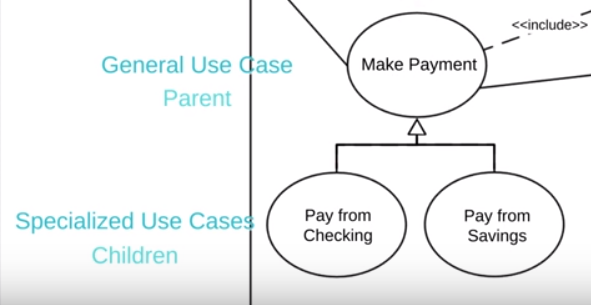 <<include>>
General Use Case
Parent
Make Payment
Specialized Use Cases
Children
Pay from
Checking
Pay from
Savings